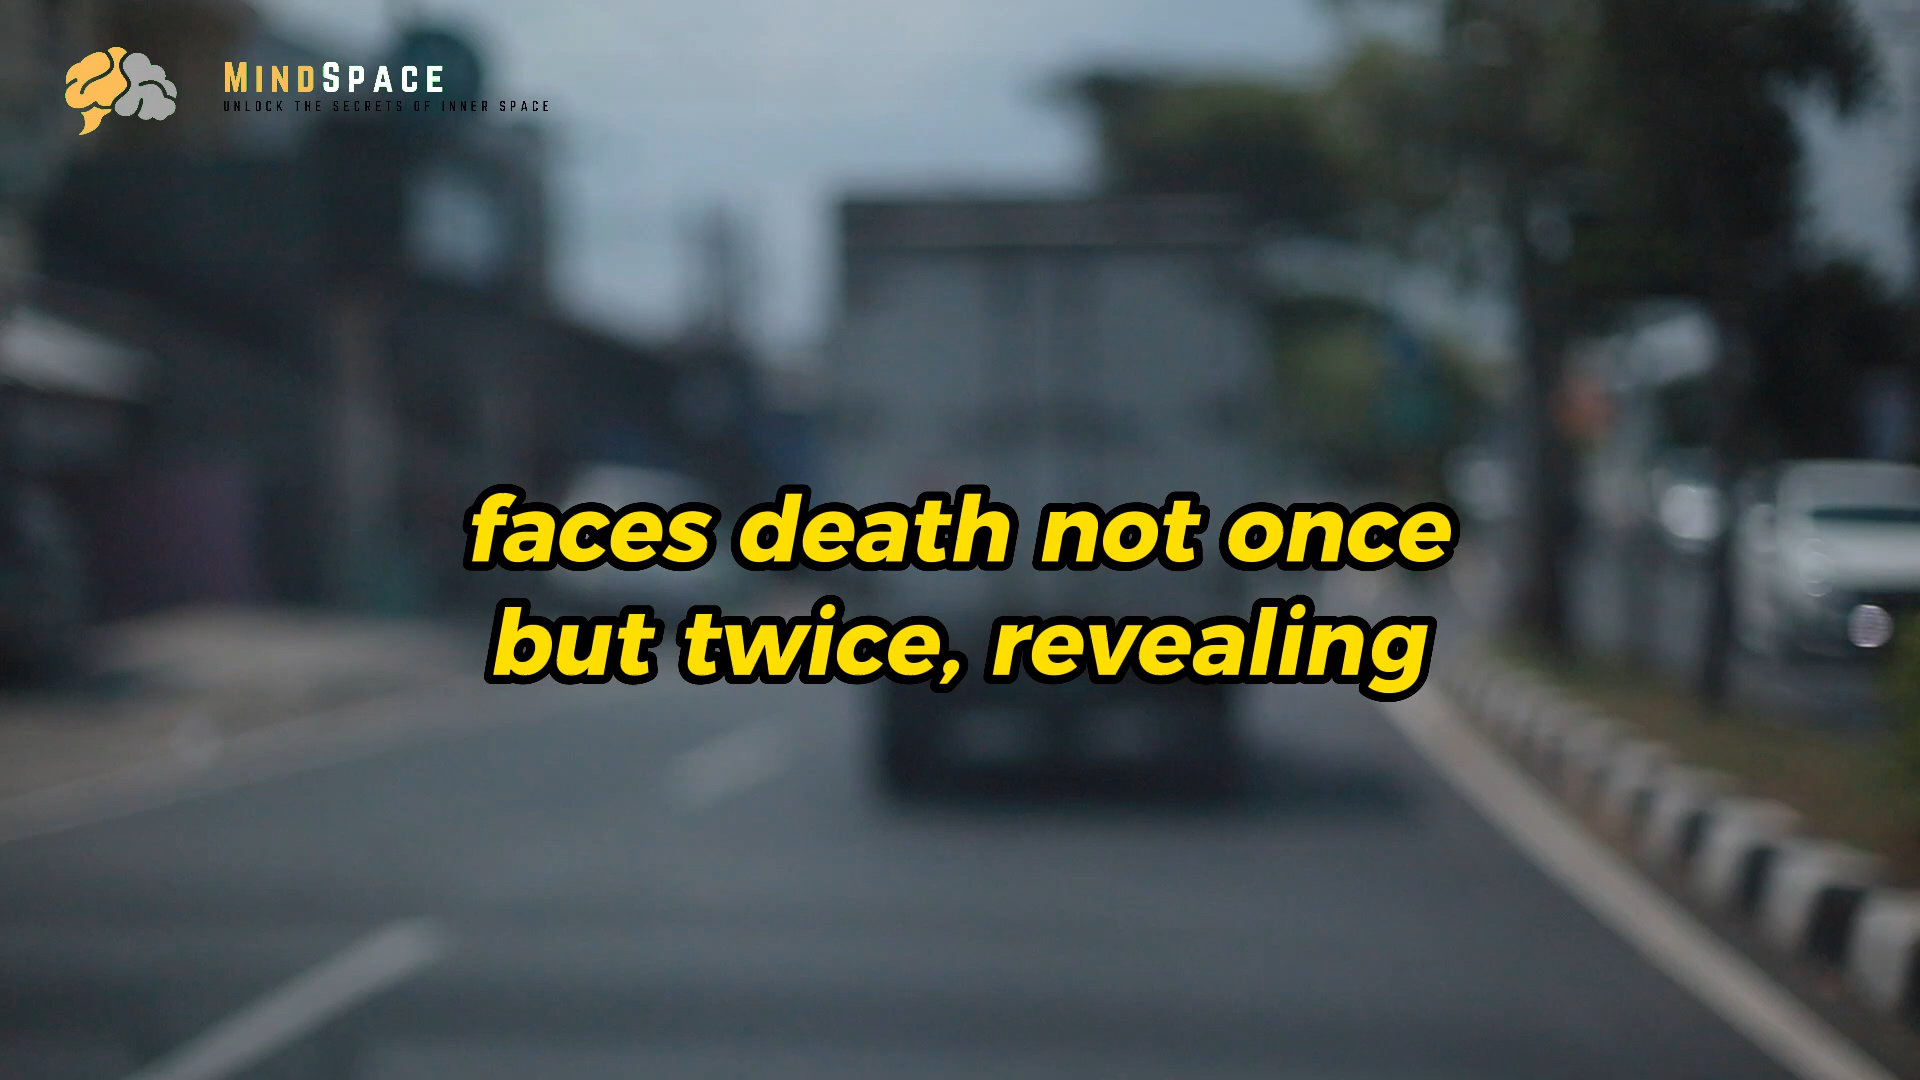 MINDSPACE
UNLOCK THE SECRETS OF INNER SPACE
faces death not once
but twice, revealing